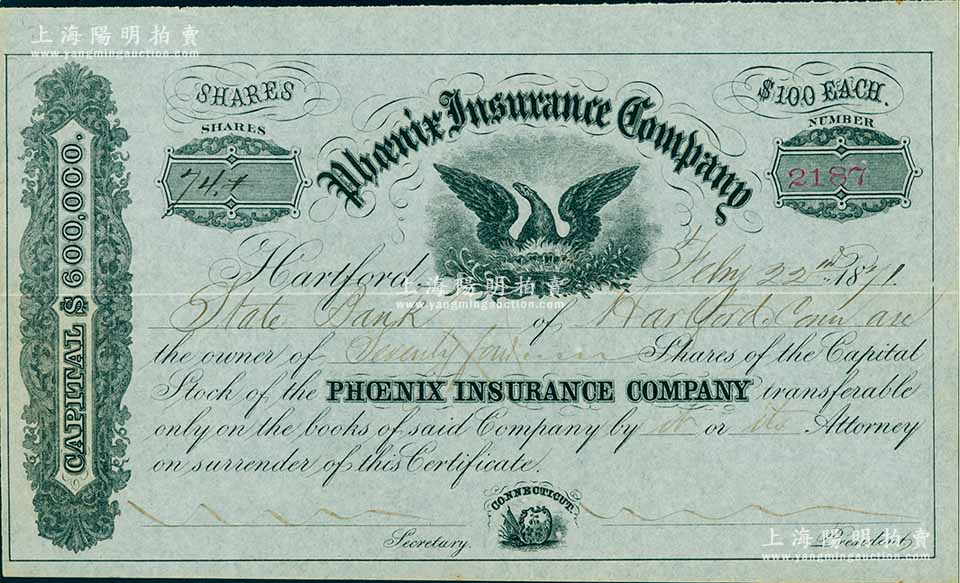 上海陽明拍賣
www.yangmingauction.com
SHARES
$100 EACH.
SHARES
74
NUMBER
2187
Phœnix Insurance Company
CAPITAL $600,000.
Hartford Feby 22nd 1871.
State Bank of Hartford Conn are
the owner of Seventy four Shares of the Capital
Stock of the PHŒNIX INSURANCE COMPANY transferable
only on the books of said Company by it or its Attorney
on surrender of this Certificate.
上海陽明拍賣
www.yangmingauction.com
CONNECTICUT.
Secretary.
President
上海陽明拍賣
www.yangmingauction.com